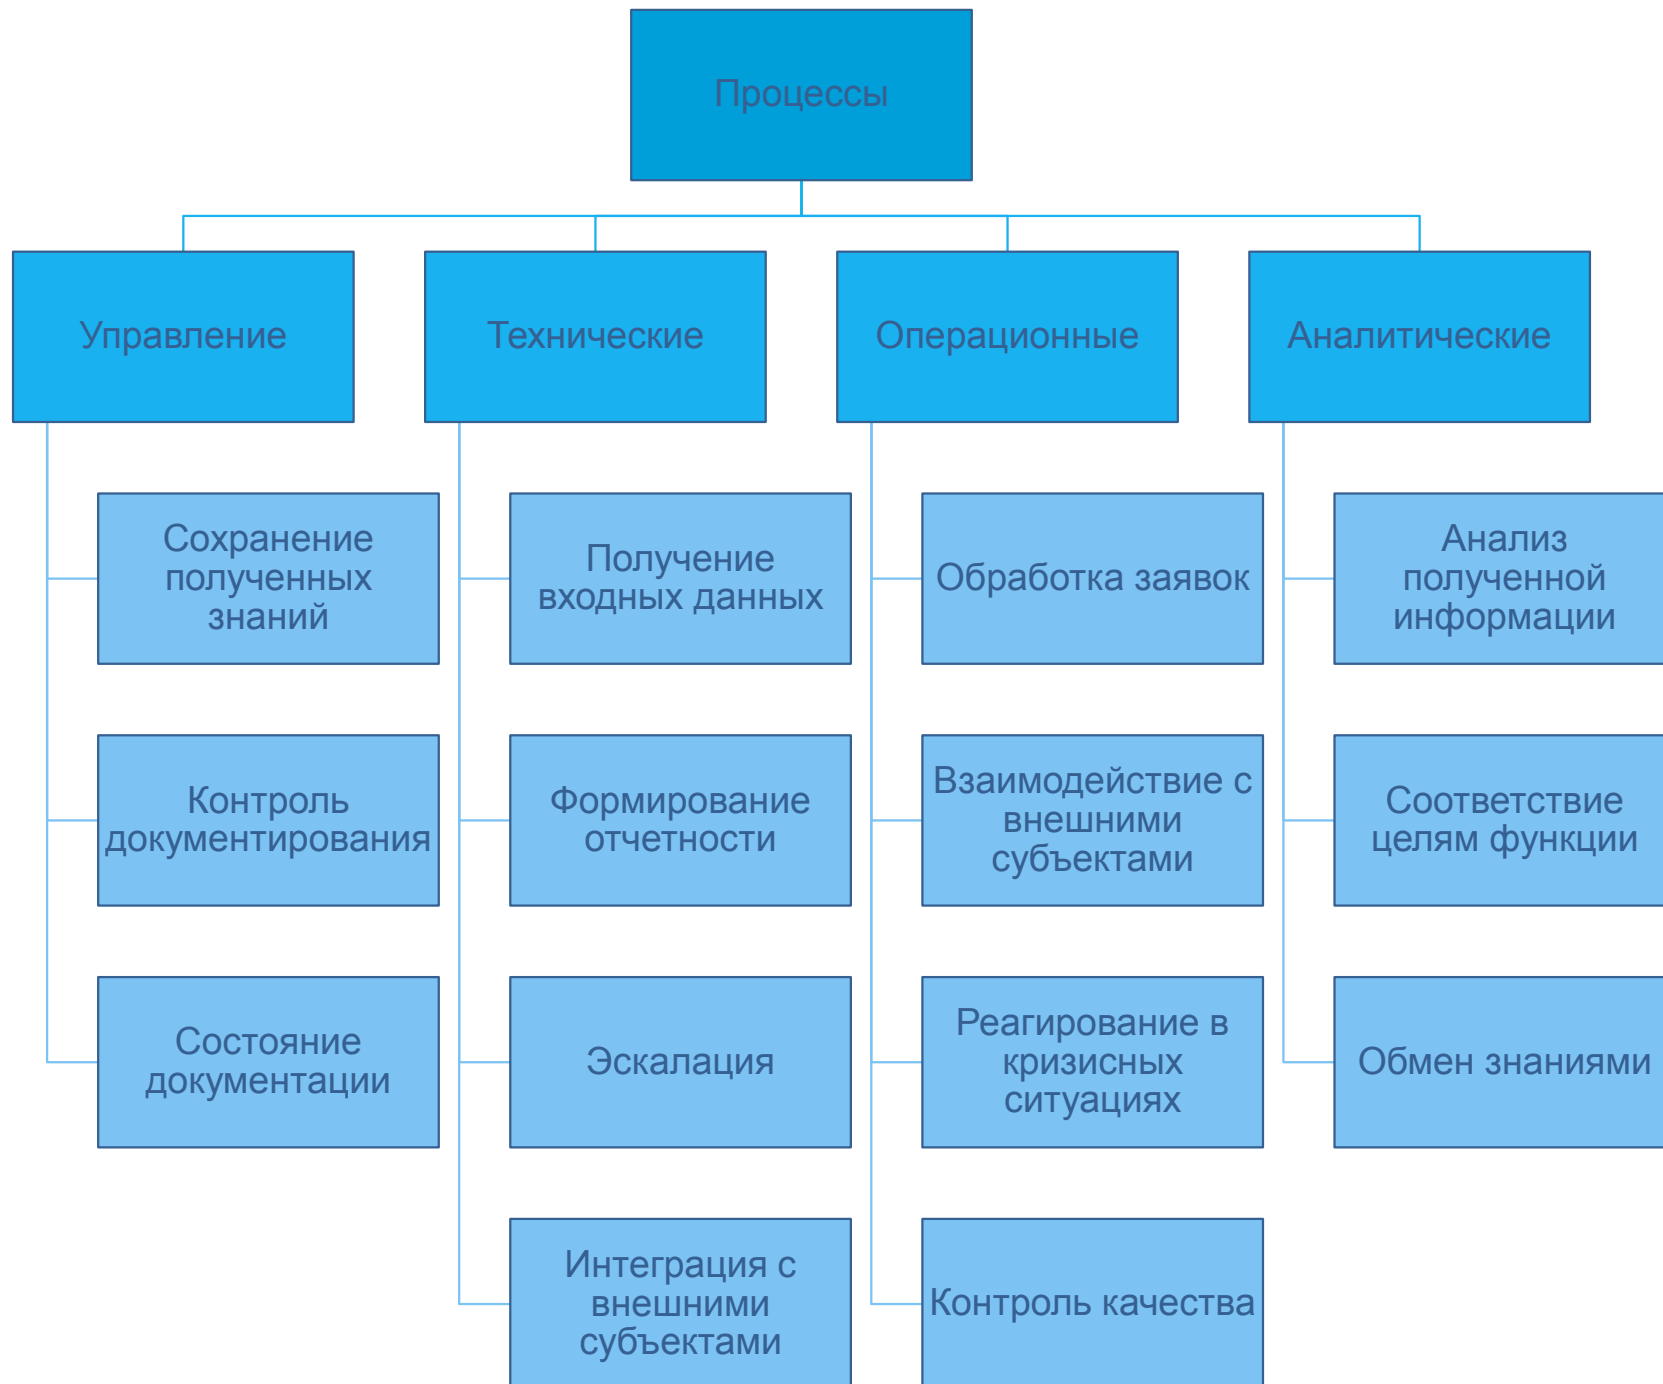 Процессы
Управление
Технические
Операционные
Аналитические
Сохранение
полученных
знаний
Получение
входных данных
Обработка заявок
Анализ
полученной
информации
Контроль
документирования
Формирование
отчетности
Взаимодействие с
внешними
субъектами
Соответствие
целям функции
Состояние
документации
Эскалация
Реагирование в
кризисных
ситуациях
Обмен знаниями
Интеграция с
внешними
субъектами
Контроль качества